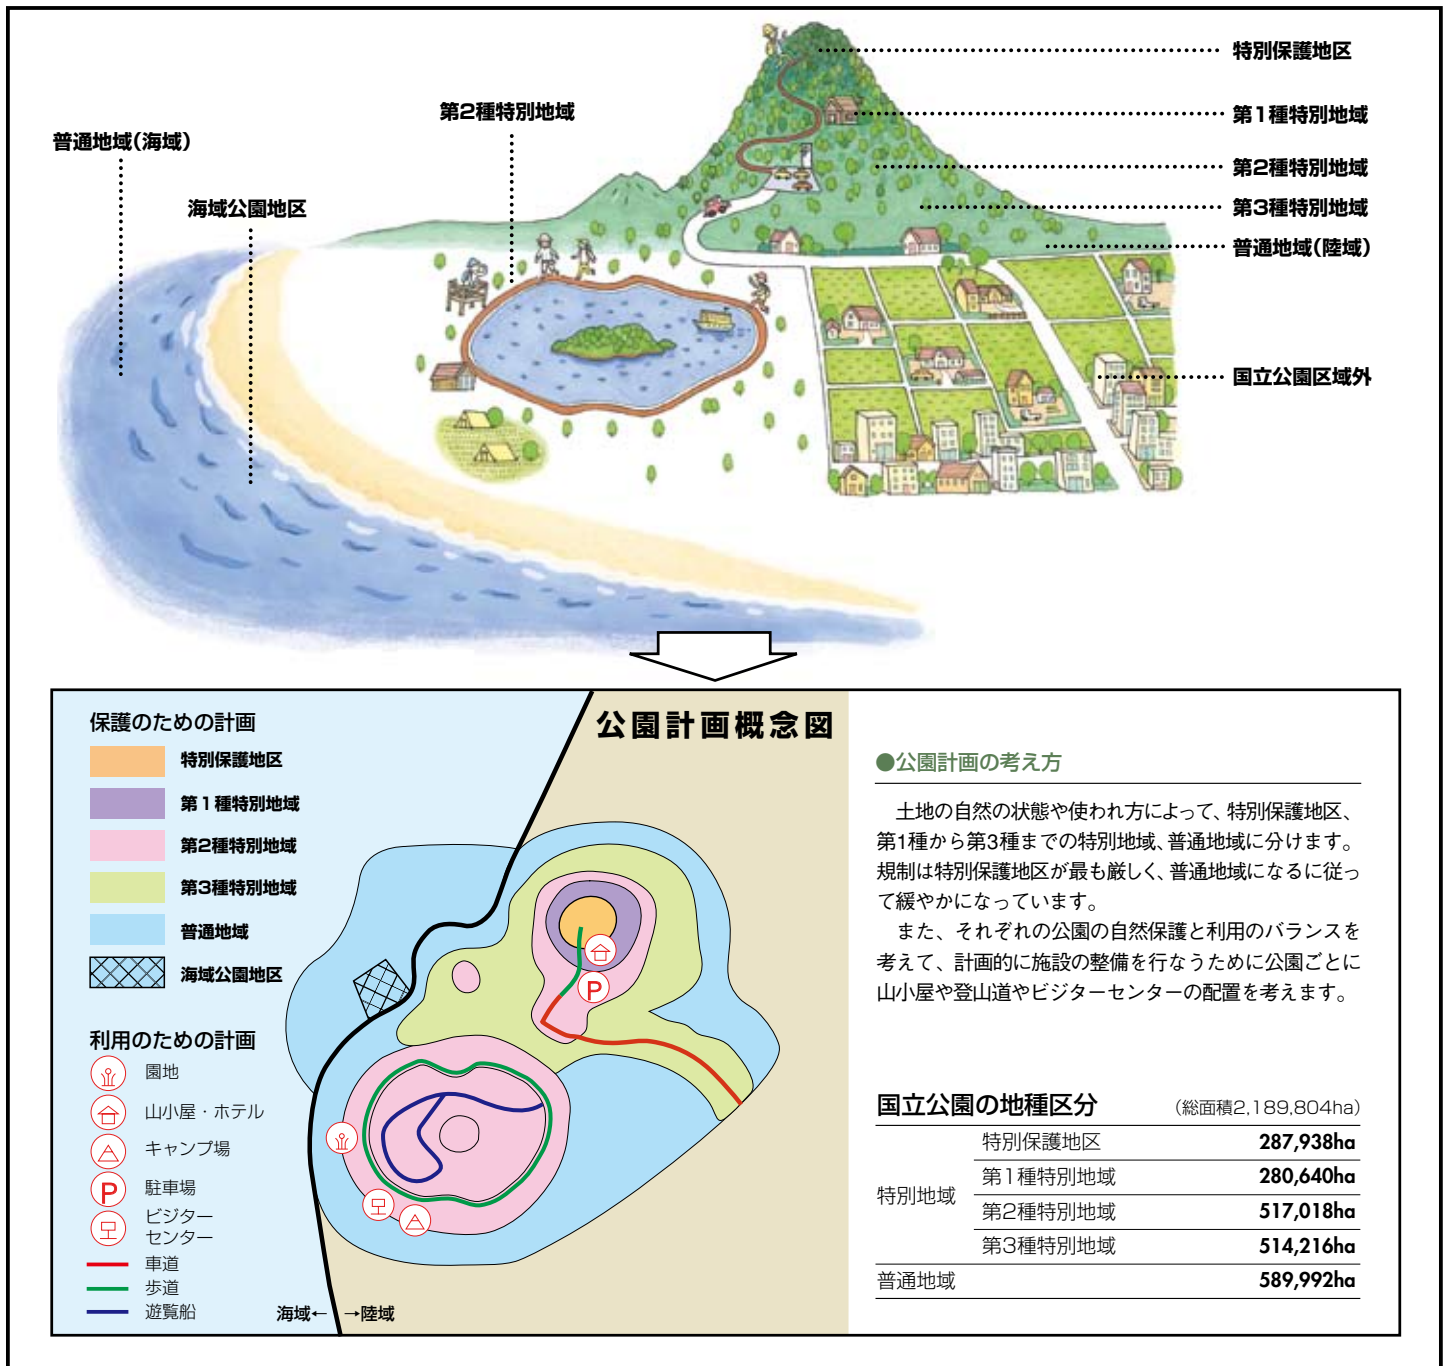 特別保護地区
第1種特別地域
第2種特別地域
第3種特別地域
普通地域(陸域)
国立公園区域外
第2種特別地域
普通地域(海域)
海域公園地区
公園計画概念図
保護のための計画
特別保護地区
第1種特別地域
第2種特別地域
第3種特別地域
普通地域
海域公園地区
利用のための計画
園地
山小屋・ホテル
キャンプ場
P 駐車場
ビジター
センター
車道
歩道
遊覧船
P
海域← →陸域
●公園計画の考え方
土地の自然の状態や使われ方によって、特別保護地区、
第1種から第3種までの特別地域、普通地域に分けます。
規制は特別保護地区が最も厳しく、普通地域になるに従っ
て緩やかになっています。
また、それぞれの公園の自然保護と利用のバランスを
考えて、計画的に施設の整備を行なうために公園ごとに
山小屋や登山道やビジターセンターの配置を考えます。
国立公園の地種区分 (総面積2,189,804ha)
特別地域
特別保護地区 287,938ha
第1種特別地域 280,640ha
第2種特別地域 517,018ha
第3種特別地域 514,216ha
普通地域 589,992ha